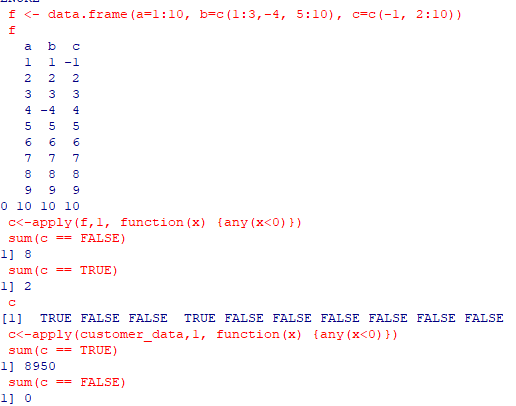 f <- data.frame(a=1:10, b=c(1:3,-4, 5:10), c=c(-1, 2:10))
f
a b c
1 1 -1
2 2 2
3 3 3
4 -4 4
5 5 5
6 6 6
7 7 7
8 8 8
9 9 9
0 10 10 10
c<-apply(f,1, function(x) {any(x<0)})
sum(c == FALSE)
1] 8
sum(c == TRUE)
1] 2
c
[1] TRUE FALSE FALSE TRUE FALSE FALSE FALSE FALSE FALSE FALSE
c<-apply(customer_data,1, function(x) {any(x<0)})
sum(c == TRUE)
1] 8950
sum(c == FALSE)
1] 0